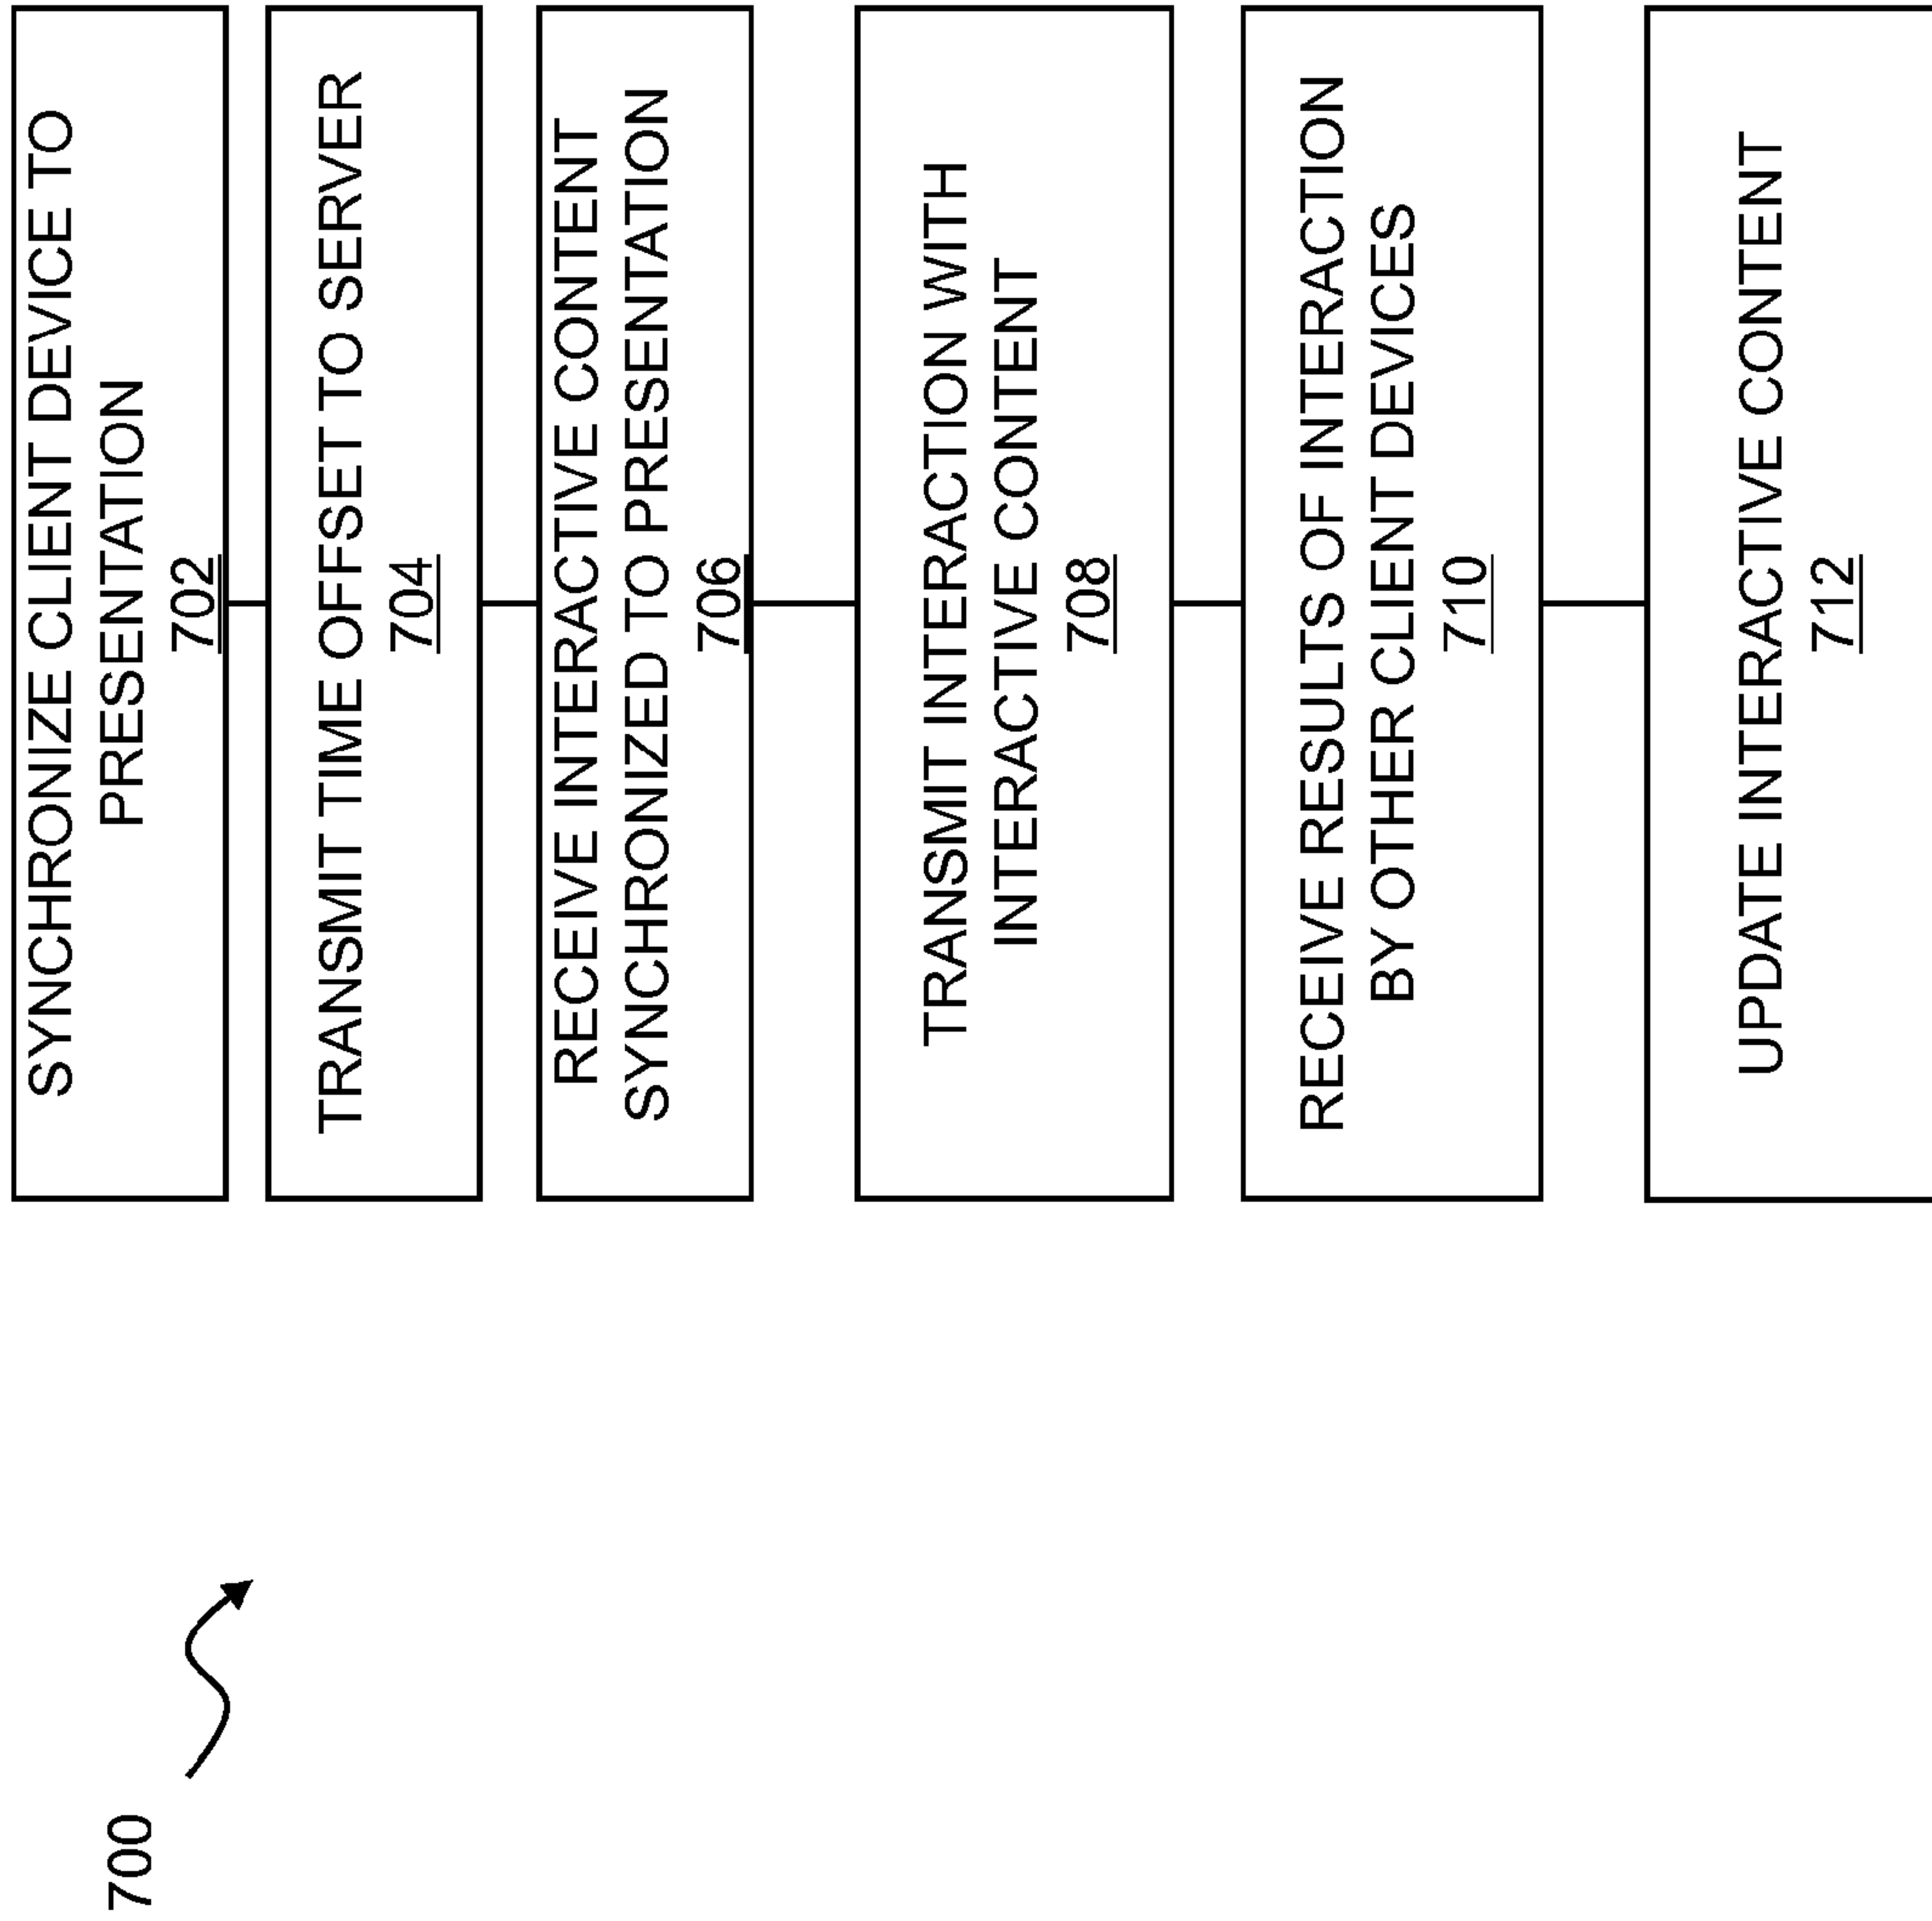 700
SYNCHRONIZE CLIENT DEVICE TO
PRESENTATION
702
TRANSMIT TIME OFFSET TO SERVER
704
RECEIVE INTERACTIVE CONTENT
SYNCHRONIZED TO PRESENTATION
706
TRANSMIT INTERACTION WITH
INTERACTIVE CONTENT
708
RECEIVE RESULTS OF INTERACTION
BY OTHER CLIENT DEVICES
710
UPDATE INTERACTIVE CONTENT
712